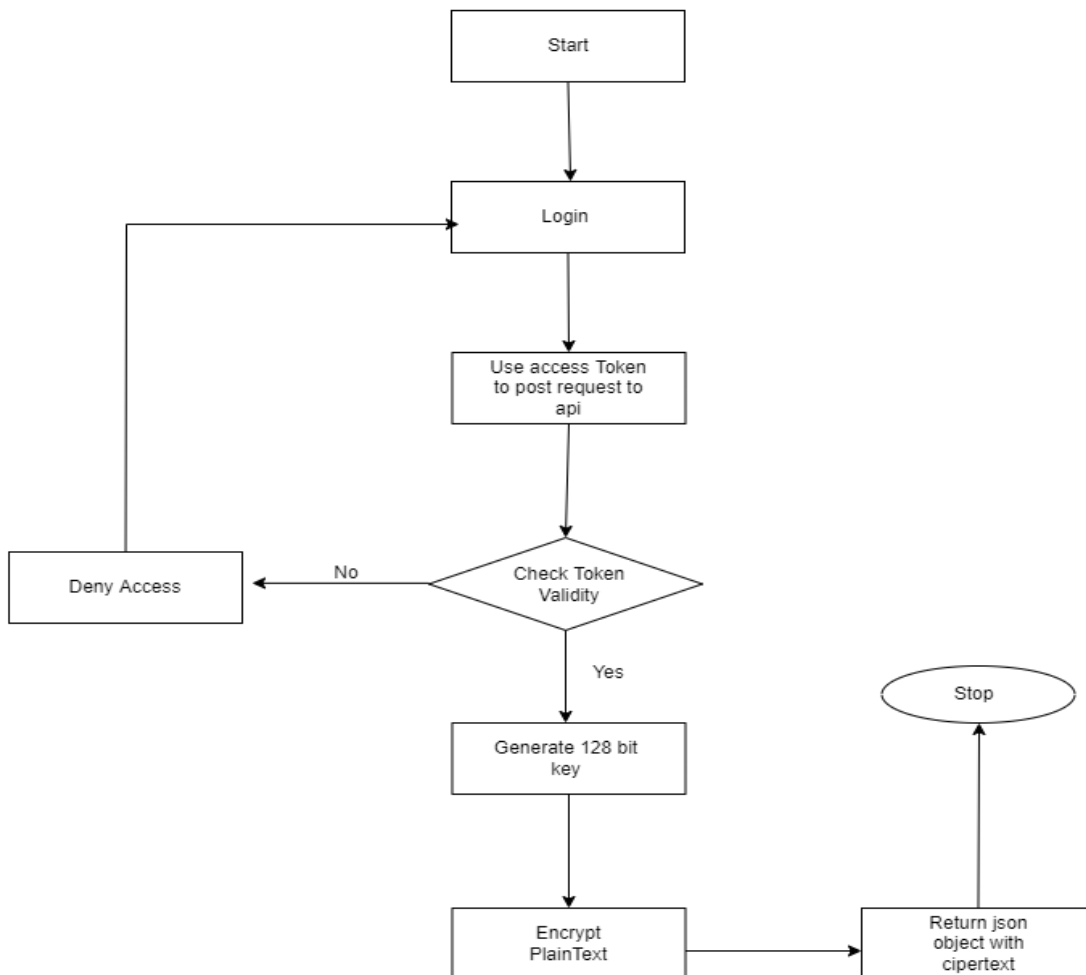 Start
Login
Use access Token
to post request to
api
Check Token
Validity
No
Deny Access
Yes
Generate 128 bit
key
Encrypt
PlainText
Return json
object with
cipertext
Stop